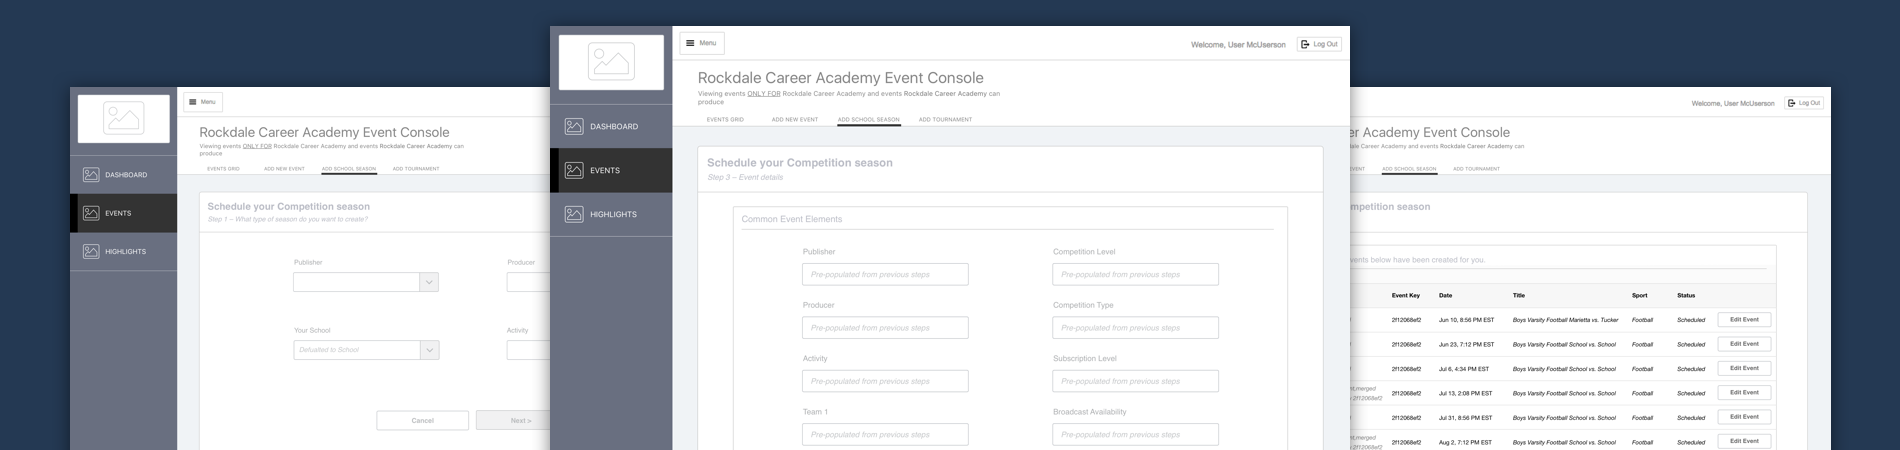 Menu
Rockdale Career Academy Event Console
Viewing events ONLY FOR Rockdale Career Academy and events Rockdale Career Academy can
produce
EVENTS GRID ADD NEW EVENT ADD SCHOOL SEASON ADD TOURNAMENT
DASHBOARD
EVENTS
HIGHLIGHTS
Schedule your Competition season
Step 1 – What type of season do you want to create?
Publisher Producer
Your School Activity
Defualted to School
Cancel Next >
Menu Welcome, User McUserson Log Out
Rockdale Career Academy Event Console
Viewing events ONLY FOR Rockdale Career Academy and events Rockdale Career Academy can
produce
EVENTS GRID ADD NEW EVENT ADD SCHOOL SEASON ADD TOURNAMENT
DASHBOARD
EVENTS
HIGHLIGHTS
Schedule your Competition season
Step 3 – Event details
Common Event Elements
Publisher Competition Level
Pre-populated from previous steps Pre-populated from previous steps
Producer Competition Type
Pre-populated from previous steps Pre-populated from previous steps
Activity Subscription Level
Pre-populated from previous steps Pre-populated from previous steps
Team 1 Broadcast Availability
Pre-populated from previous steps Pre-populated from previous steps
Welcome, User McUserson Log Out
Academy Event Console
Career Academy and events Rockdale Career Academy can
ADD SCHOOL SEASON ADD TOURNAMENT
season
below have been created for you.
Event Key Date Title Sport Status
2f12068ef2 Jun 10, 8:56 PM EST Boys Varsity Football Marietta vs. Tucker Football Scheduled Edit Event
2f12068ef2 Jun 23, 7:12 PM EST Boys Varsity Football School vs. School Football Scheduled Edit Event
2f12068ef2 Jul 6, 4:34 PM EST Boys Varsity Football School vs. School Football Scheduled Edit Event
merged
2f12068ef2 2f12068ef2 Jul 13, 2:08 PM EST Boys Varsity Football School vs. School Football Scheduled Edit Event
2f12068ef2 Jul 31, 8:56 PM EST Boys Varsity Football School vs. School Football Scheduled Edit Event
merged
2f12068ef2 2f12068ef2 Aug 2, 7:12 PM EST Boys Varsity Football School vs. School Football Scheduled Edit Event